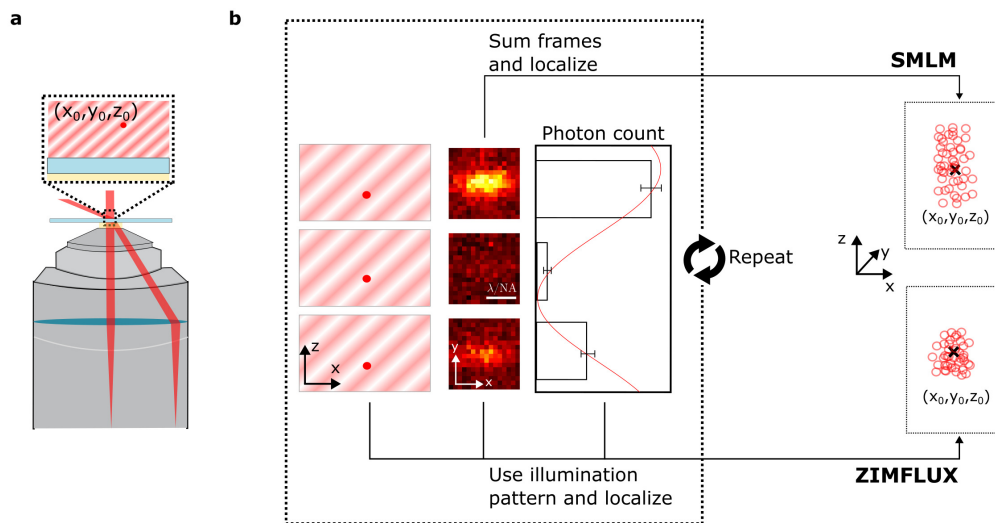 a
(x₀,y₀,z₀)
b
Sum frames
and localize
SMLM
Photon count
λ/NA
z
x
y
x
Repeat
z
y
x
(x₀,y₀,z₀)
(x₀,y₀,z₀)
Use illumination
pattern and localize
ZIMFLUX